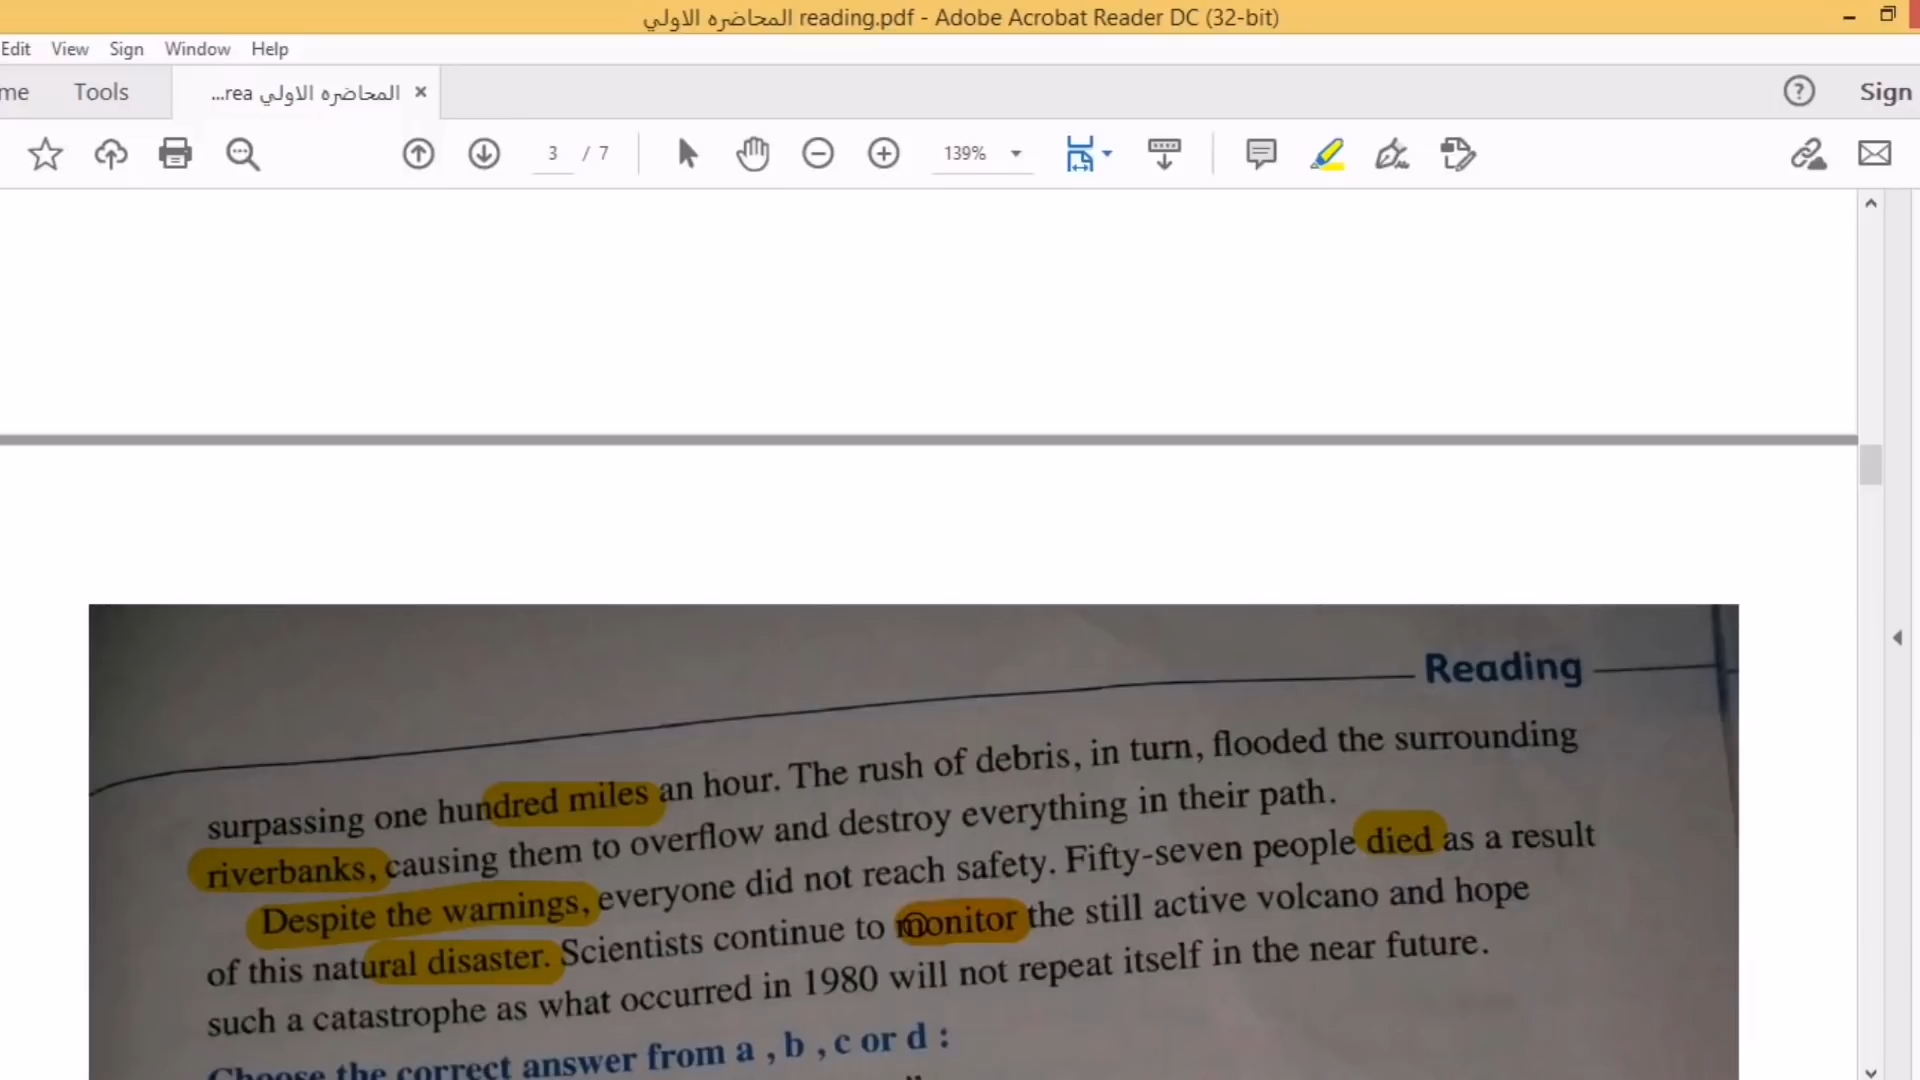 المحاضره الاولي reading.pdf - Adobe Acrobat Reader DC (32-bit)
Edit View Sign Window Help
me Tools المحاضره الاولي rea... ×
? Sign
3 / 7 139%
Reading
surpassing one hundred miles an hour. The rush of debris, in turn, flooded the surrounding
riverbanks, causing them to overflow and destroy everything in their path.
Despite the warnings, everyone did not reach safety. Fifty-seven people died as a result
of this natural disaster. Scientists continue to monitor the still active volcano and hope
such a catastrophe as what occurred in 1980 will not repeat itself in the near future.
Choose the correct answer from a , b , c or d :